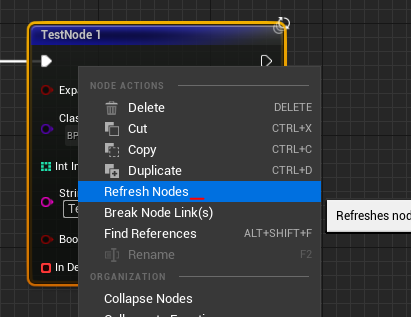 TestNode 1
Expa
Clas
BP
Int In
Stri
Te
Boo
In De
NODE ACTIONS
Delete DELETE
Cut CTRL+X
Copy CTRL+C
Duplicate CTRL+D
Refresh Nodes
Refreshes nod
Break Node Link(s)
Find References ALT+SHIFT+F
Rename F2
ORGANIZATION
Collapse Nodes